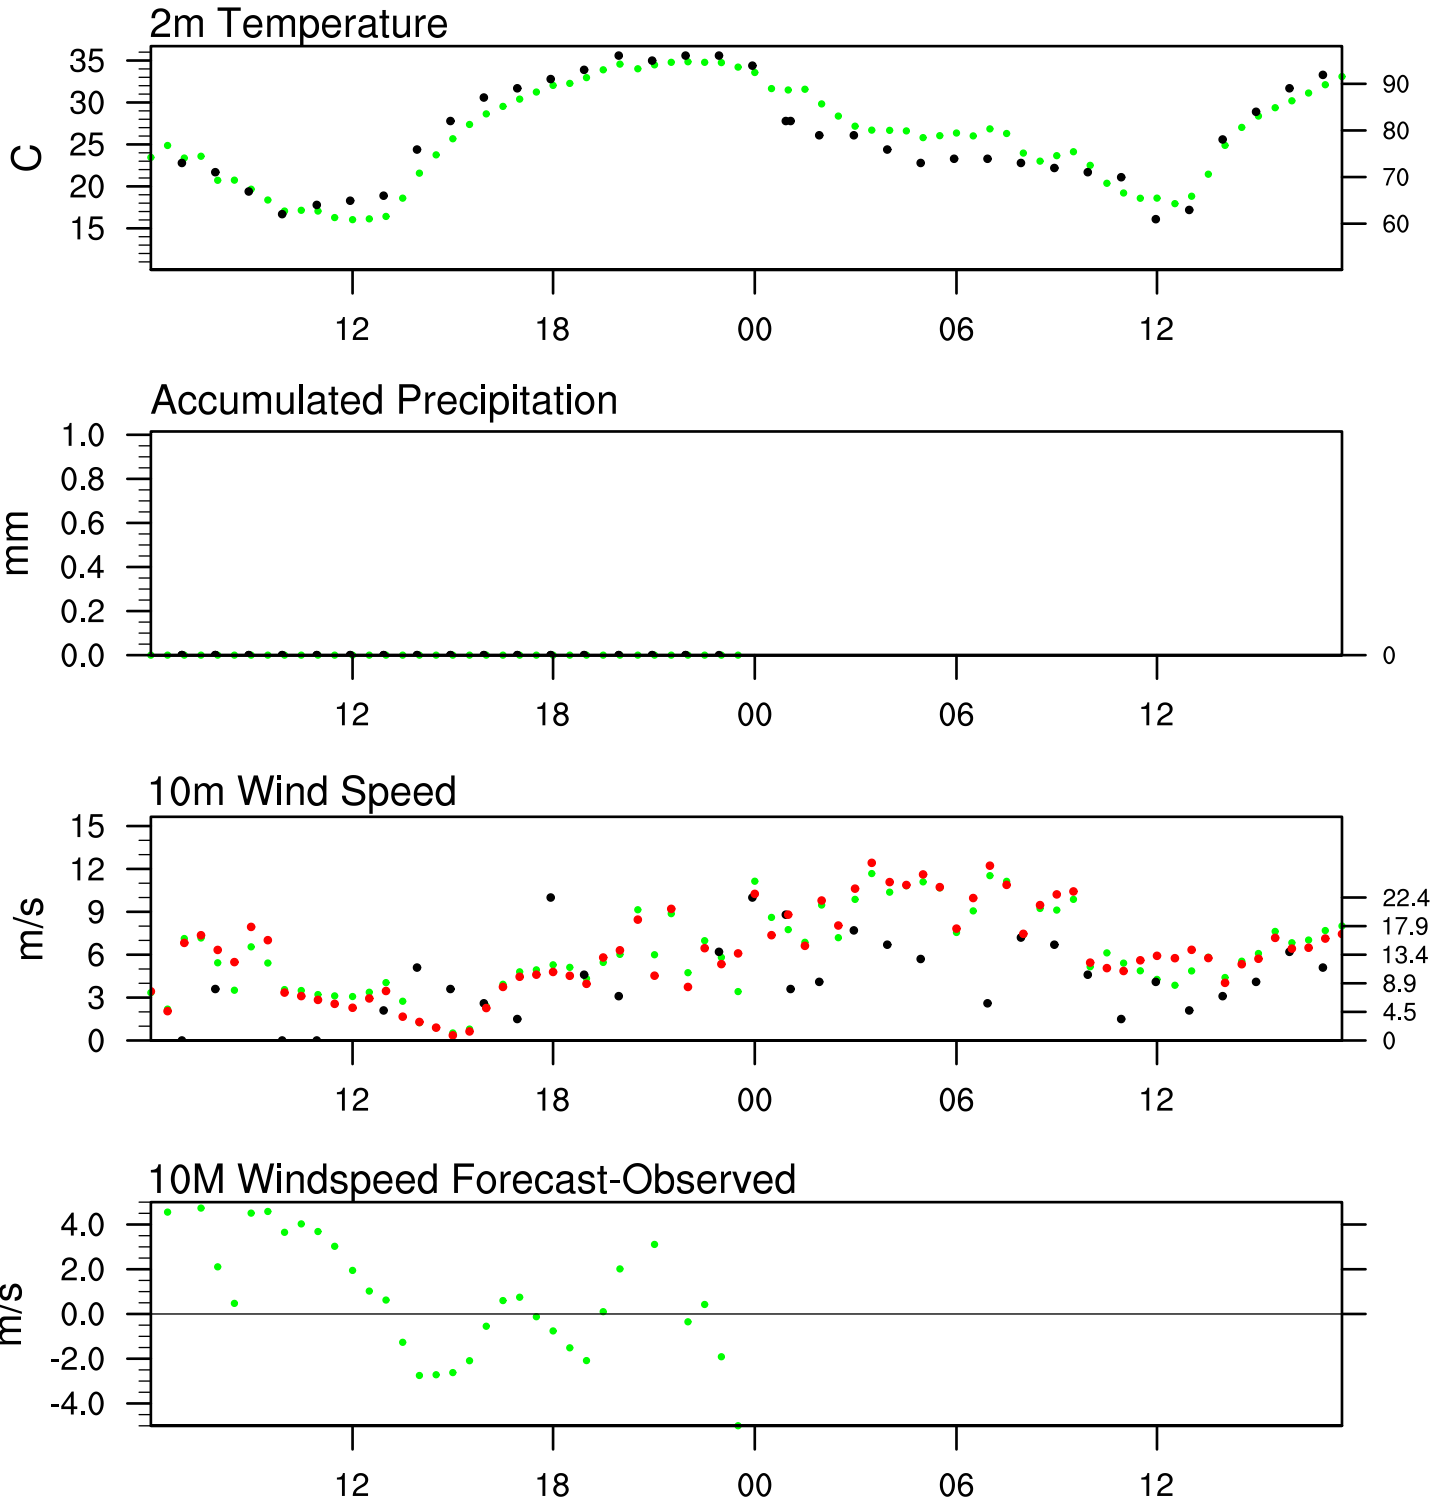 2m Temperature
35
30
25
20
15
C
90
80
70
60
12 18 00 06 12
Accumulated Precipitation
1.0
0.8
0.6
0.4
0.2
0.0
mm
0
12 18 00 06 12
10m Wind Speed
15
12
9
6
3
0
m/s
22.4
17.9
13.4
8.9
4.5
0
12 18 00 06 12
10M Windspeed Forecast-Observed
4.0
2.0
0.0
-2.0
-4.0
m/s
12 18 00 06 12